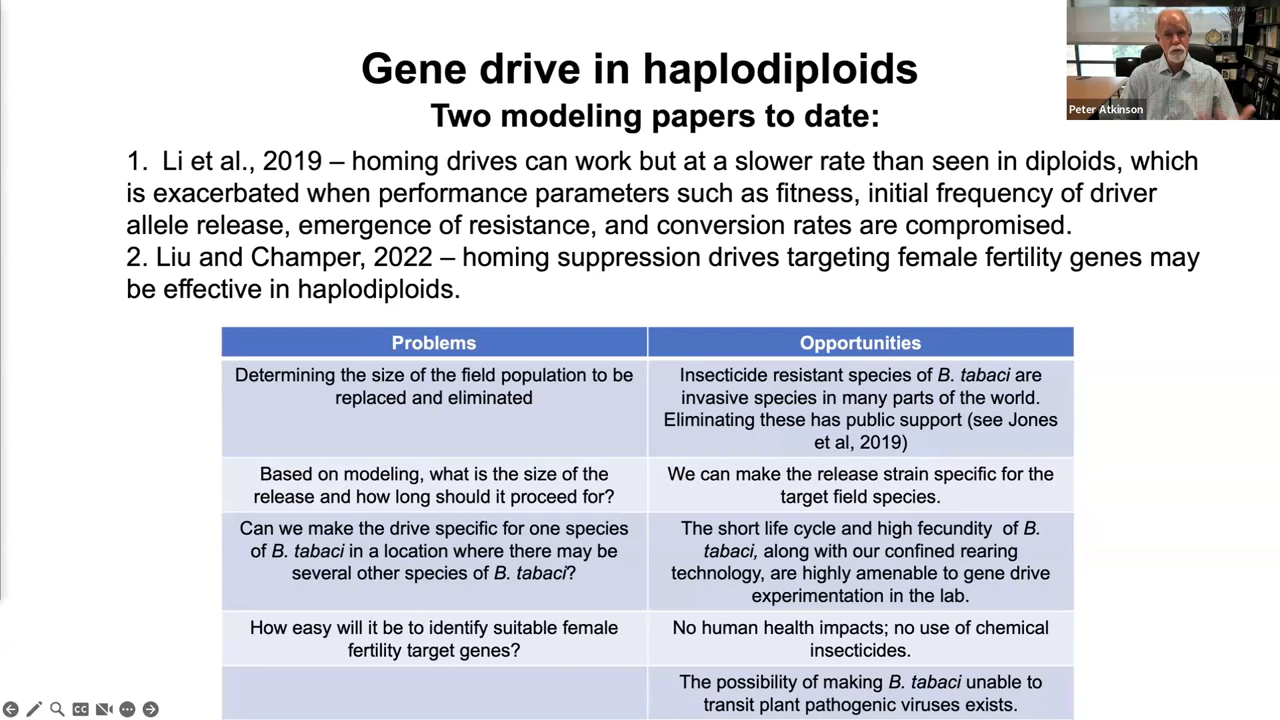 Gene drive in haplodiploids
Two modeling papers to date:
Peter Atkinson
1. Li et al., 2019 – homing drives can work but at a slower rate than seen in diploids, which
is exacerbated when performance parameters such as fitness, initial frequency of driver
allele release, emergence of resistance, and conversion rates are compromised.
2. Liu and Champer, 2022 – homing suppression drives targeting female fertility genes may
be effective in haplodiploids.
Problems
Opportunities
Determining the size of the field population to be
replaced and eliminated
Insecticide resistant species of B. tabaci are
invasive species in many parts of the world.
Eliminating these has public support (see Jones
et al, 2019)
Based on modeling, what is the size of the
release and how long should it proceed for?
We can make the release strain specific for the
target field species.
Can we make the drive specific for one species
of B. tabaci in a location where there may be
several other species of B. tabaci?
The short life cycle and high fecundity of B.
tabaci, along with our confined rearing
technology, are highly amenable to gene drive
experimentation in the lab.
How easy will it be to identify suitable female
fertility target genes?
No human health impacts; no use of chemical
insecticides.
The possibility of making B. tabaci unable to
transit plant pathogenic viruses exists.
CC